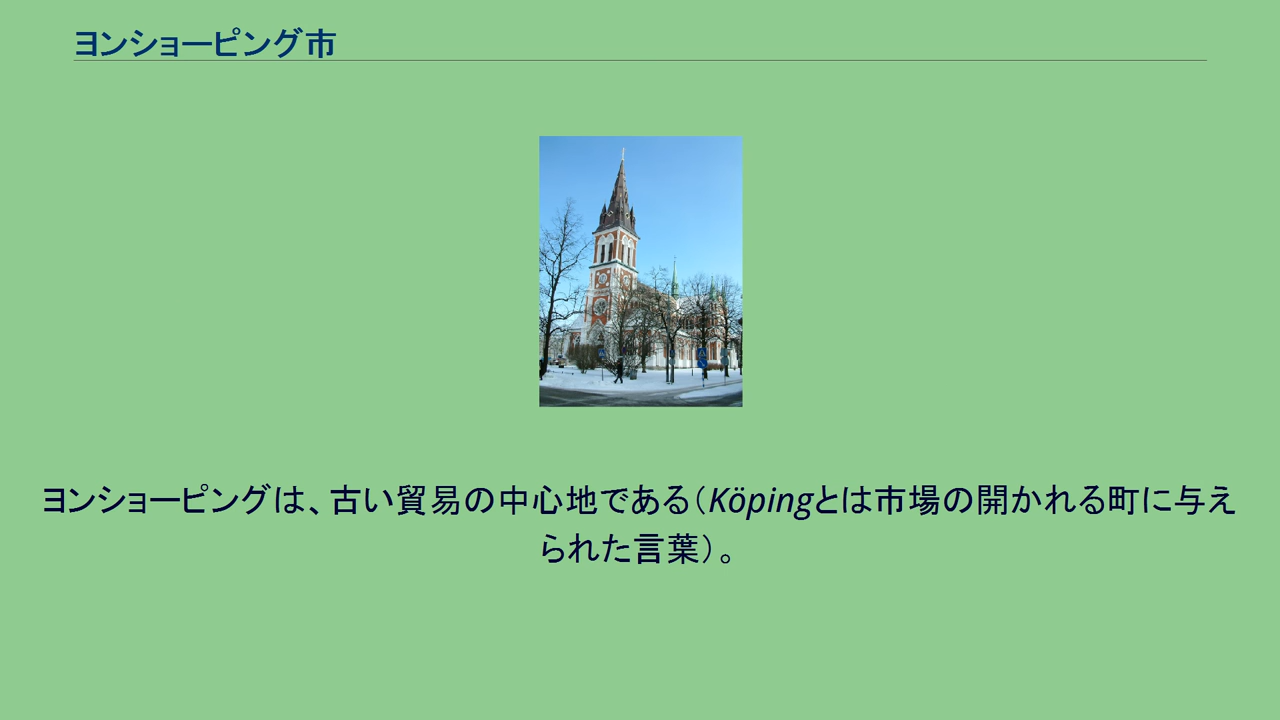 ヨンショーピング市
ヨンショーピングは、古い貿易の中心地である（Köpingとは市場の開かれる町に与え
られた言葉）。